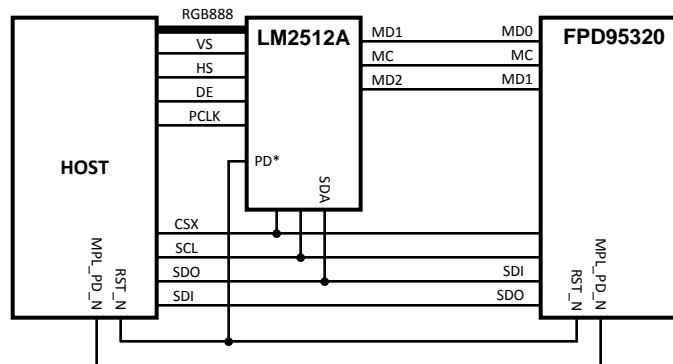 RGB888
LM2512A
FPD95320
VS
MD1
MD0
HS
MC
MC
DE
MD2
MD1
PCLK
HOST
PD*
SDA
CSX
SCL
SDO
SDI
SDI
SDO
MPL_PD_N
RST_N
RST_N
MPL_PD_N